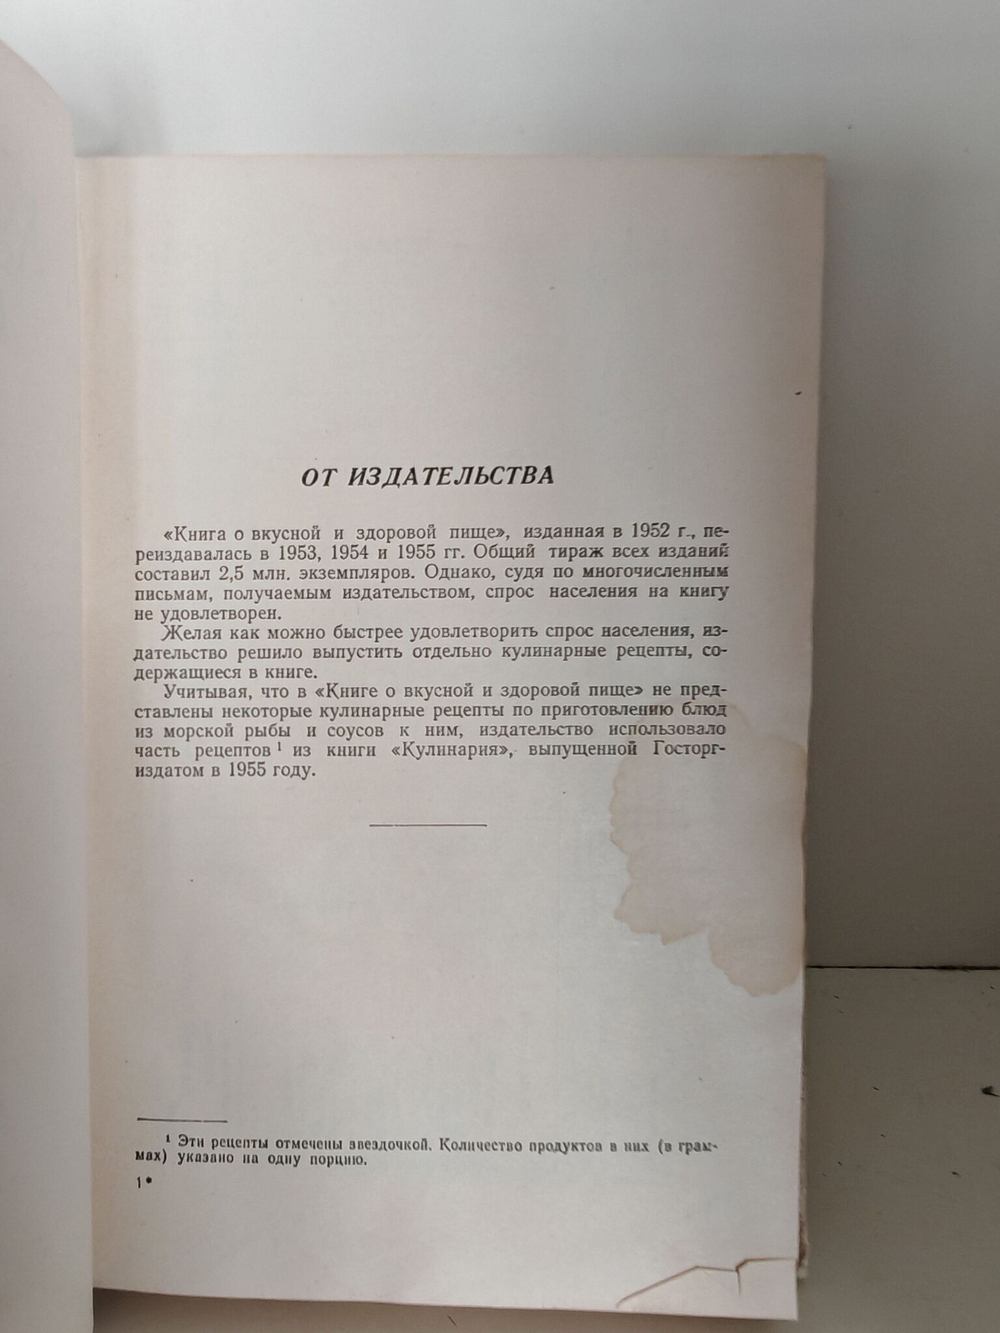 ОТ ИЗДАТЕЛЬСТВА
«Книга о вкусной и здоровой пище», изданная в 1952 г., пе-
реиздавалась в 1953, 1954 и 1955 гг. Общий тираж всех изданий
составил 2,5 млн. экземпляров. Однако, судя по многочисленным
письмам, получаемым издательством, спрос населения на книгу
не удовлетворен.
Желая как можно быстрее удовлетворить спрос населения, из-
дательство решило выпустить отдельно кулинарные рецепты, со-
держащиеся в книге.
Учитывая, что в «Книге о вкусной и здоровой пище» не пред-
ставлены некоторые кулинарные рецепты по приготовлению блюд
из морской рыбы и соусов к ним, издательство использовало
часть рецептов ¹ из книги «Кулинария», выпущенной Госторг-
издатом в 1955 году.
¹ Эти рецепты отмечены звездочкой. Количество продуктов в них (в грам-
мах) указано на одну порцию.
1*